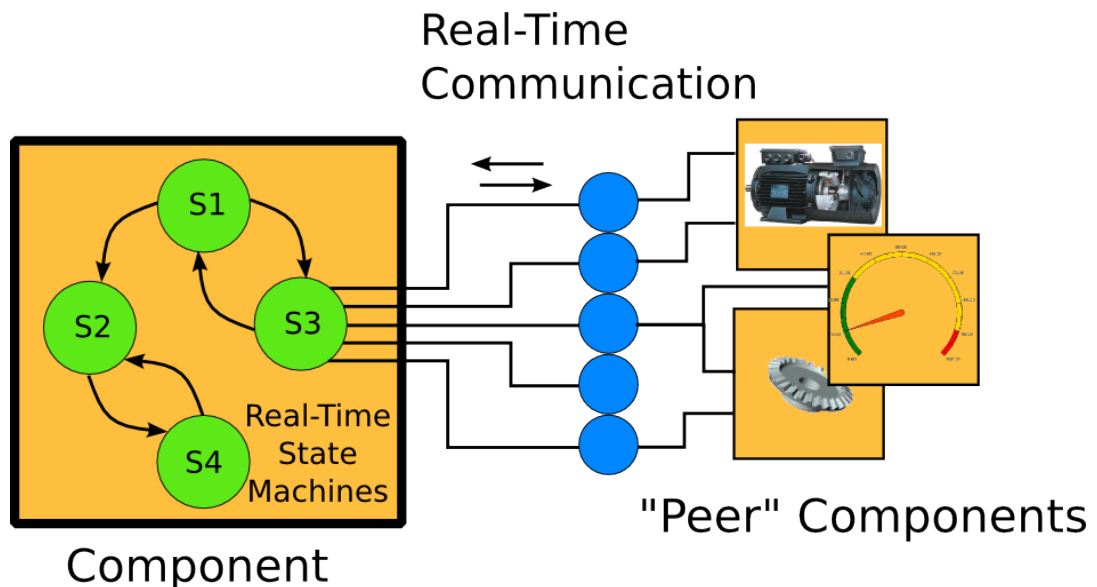 Real-Time
Communication
S1
S2
S3
S4
Real-Time
State
Machines
Component
"Peer" Components